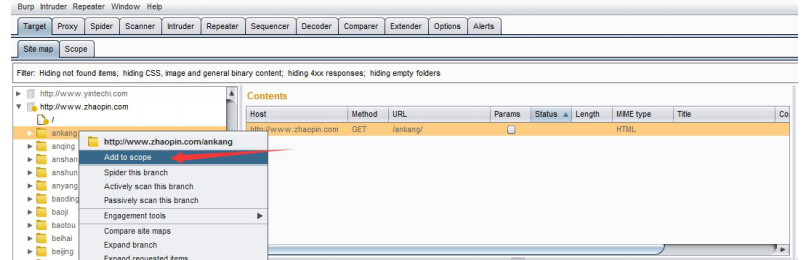 Burp Intruder Repeater Window Help
Target Proxy Spider Scanner Intruder Repeater Sequencer Decoder Comparer Extender Options Alerts
Site map Scope
Filter: Hiding not found items; hiding CSS, image and general binary content; hiding 4xx responses; hiding empty folders
http://www.yintechi.com
http://www.zhaopin.com
/
ankang
anqing
anshan
anshun
anyang
baoding
baoji
baotou
beihai
beijing
Contents
Host Method URL Params Status Length MIME type Title Co
http://www.zhaopin.com GET /ankang/ HTML
http://www.zhaopin.com/ankang
Add to scope
Spider this branch
Actively scan this branch
Passively scan this branch
Engagement tools
Compare site maps
Expand branch
Expand requested items